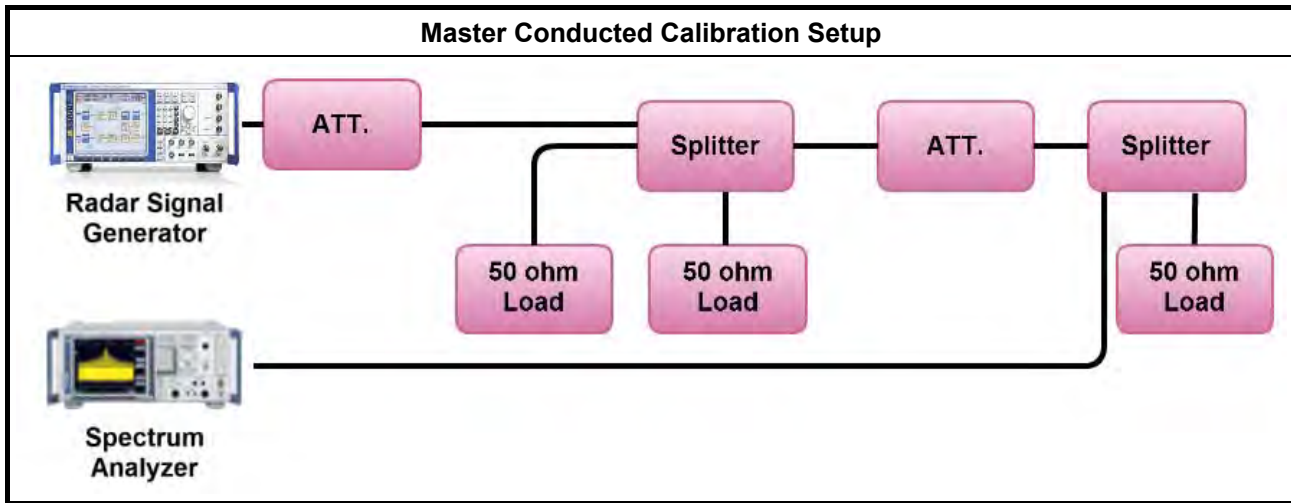 Master Conducted Calibration Setup
ATT.
Splitter
ATT.
Splitter
Radar Signal
Generator
50 ohm
Load
50 ohm
Load
50 ohm
Load
Spectrum
Analyzer